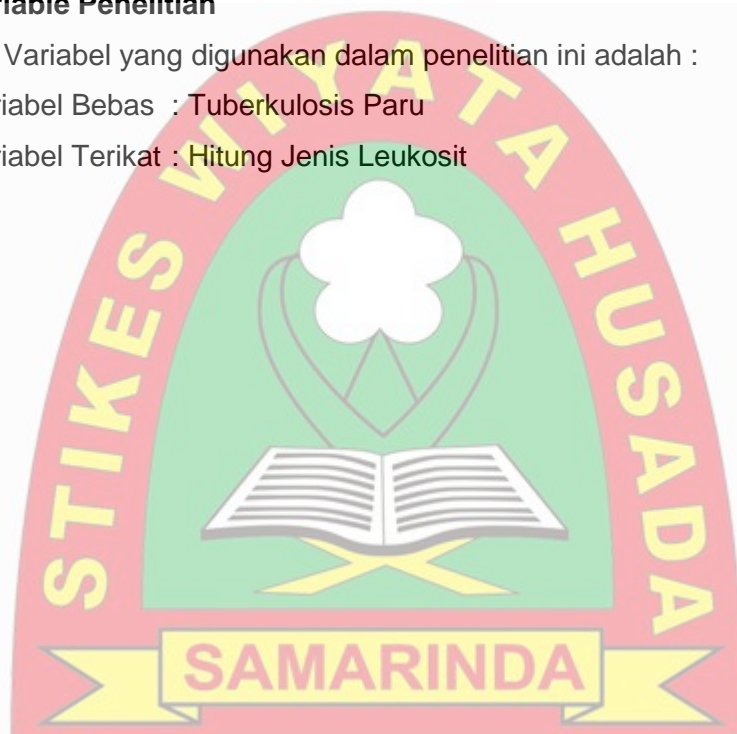 riable Penelitian
Variabel yang digunakan dalam penelitian ini adalah :
riabel Bebas : Tuberkulosis Paru
riabel Terikat : Hitung Jenis Leukosit
STIKES WIYATA HUSADA
SAMARINDA